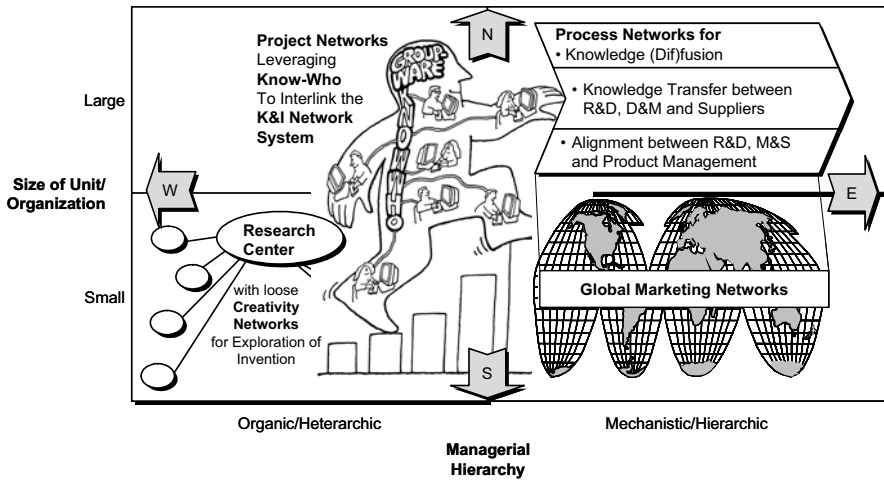 N
Project Networks
Leveraging
Know-Who
To Interlink the
K&I Network
System
GROUP-
WARE
KNOW WHO
Process Networks for
• Knowledge (Dif)fusion
• Knowledge Transfer between
R&D, D&M and Suppliers
• Alignment between R&D, M&S
and Product Management
Large
Size of Unit/
Organization
W
E
Research
Center
with loose
Creativity
Networks
for Exploration of
Invention
Global Marketing Networks
Small
S
Organic/Heterarchic
Mechanistic/Hierarchic
Managerial
Hierarchy